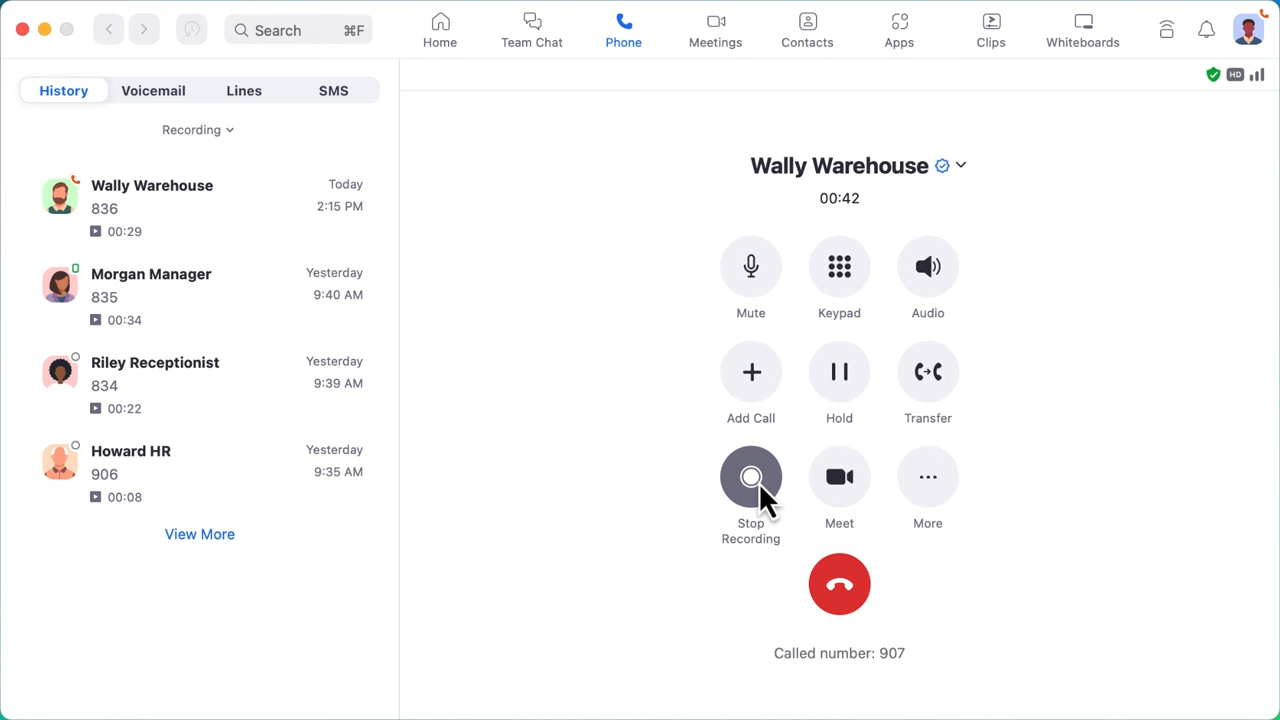 Search ⌘F
Home
Team Chat
Phone
Meetings
Contacts
Apps
Clips
Whiteboards
History
Voicemail
Lines
SMS
HD
Recording
Wally Warehouse
Today
836
2:15 PM
00:29
Morgan Manager
Yesterday
835
9:40 AM
00:34
Riley Receptionist
Yesterday
834
9:39 AM
00:22
Howard HR
Yesterday
906
9:35 AM
00:08
View More
Wally Warehouse
00:42
Mute
Keypad
Audio
Add Call
Hold
Transfer
Stop
Recording
Meet
More
Called number: 907